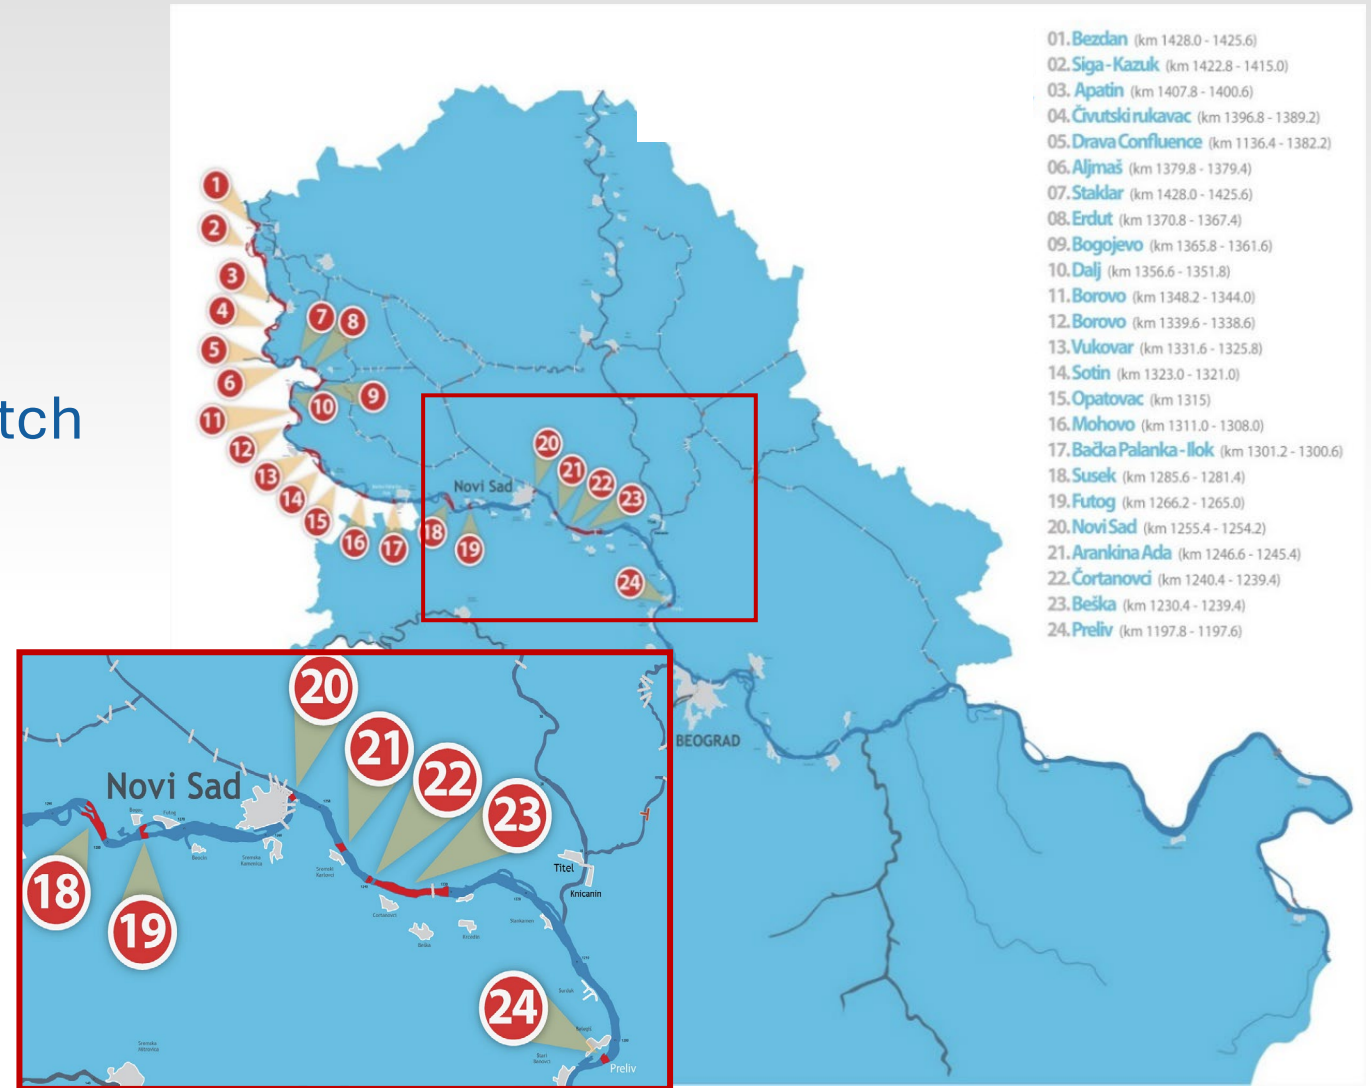 tch
01. Bezdan (km 1428.0 - 1425.6)
02. Siga - Kazuk (km 1422.8 - 1415.0)
03. Apatin (km 1407.8 - 1400.6)
04. Čivutski rukavac (km 1396.8 - 1389.2)
05. Drava Confluence (km 1136.4 - 1382.2)
06. Aljmaš (km 1379.8 - 1379.4)
07. Staklar (km 1428.0 - 1425.6)
08. Erdut (km 1370.8 - 1367.4)
09. Bogojevo (km 1365.8 - 1361.6)
10. Dalj (km 1356.6 - 1351.8)
11. Borovo (km 1348.2 - 1344.0)
12. Borovo (km 1339.6 - 1338.6)
13. Vukovar (km 1331.6 - 1325.8)
14. Sotin (km 1323.0 - 1321.0)
15. Opatovac (km 1315)
16. Mohovo (km 1311.0 - 1308.0)
17. Bačka Palanka - Ilok (km 1301.2 - 1300.6)
18. Susek (km 1285.6 - 1281.4)
19. Futog (km 1266.2 - 1265.0)
20. Novi Sad (km 1255.4 - 1254.2)
21. Arankina Ada (km 1246.6 - 1245.4)
22. Čortanovci (km 1240.4 - 1239.4)
23. Beška (km 1230.4 - 1239.4)
24. Preliv (km 1197.8 - 1197.6)
1
2
3
4
5
6
7
8
9
10
11
12
13
14
15
16
17
18
19
20
21
22
23
24
Novi Sad
BEOGRAD
20
21
22
23
Novi Sad
18
19
Titel
Knicanin
24
Preliv